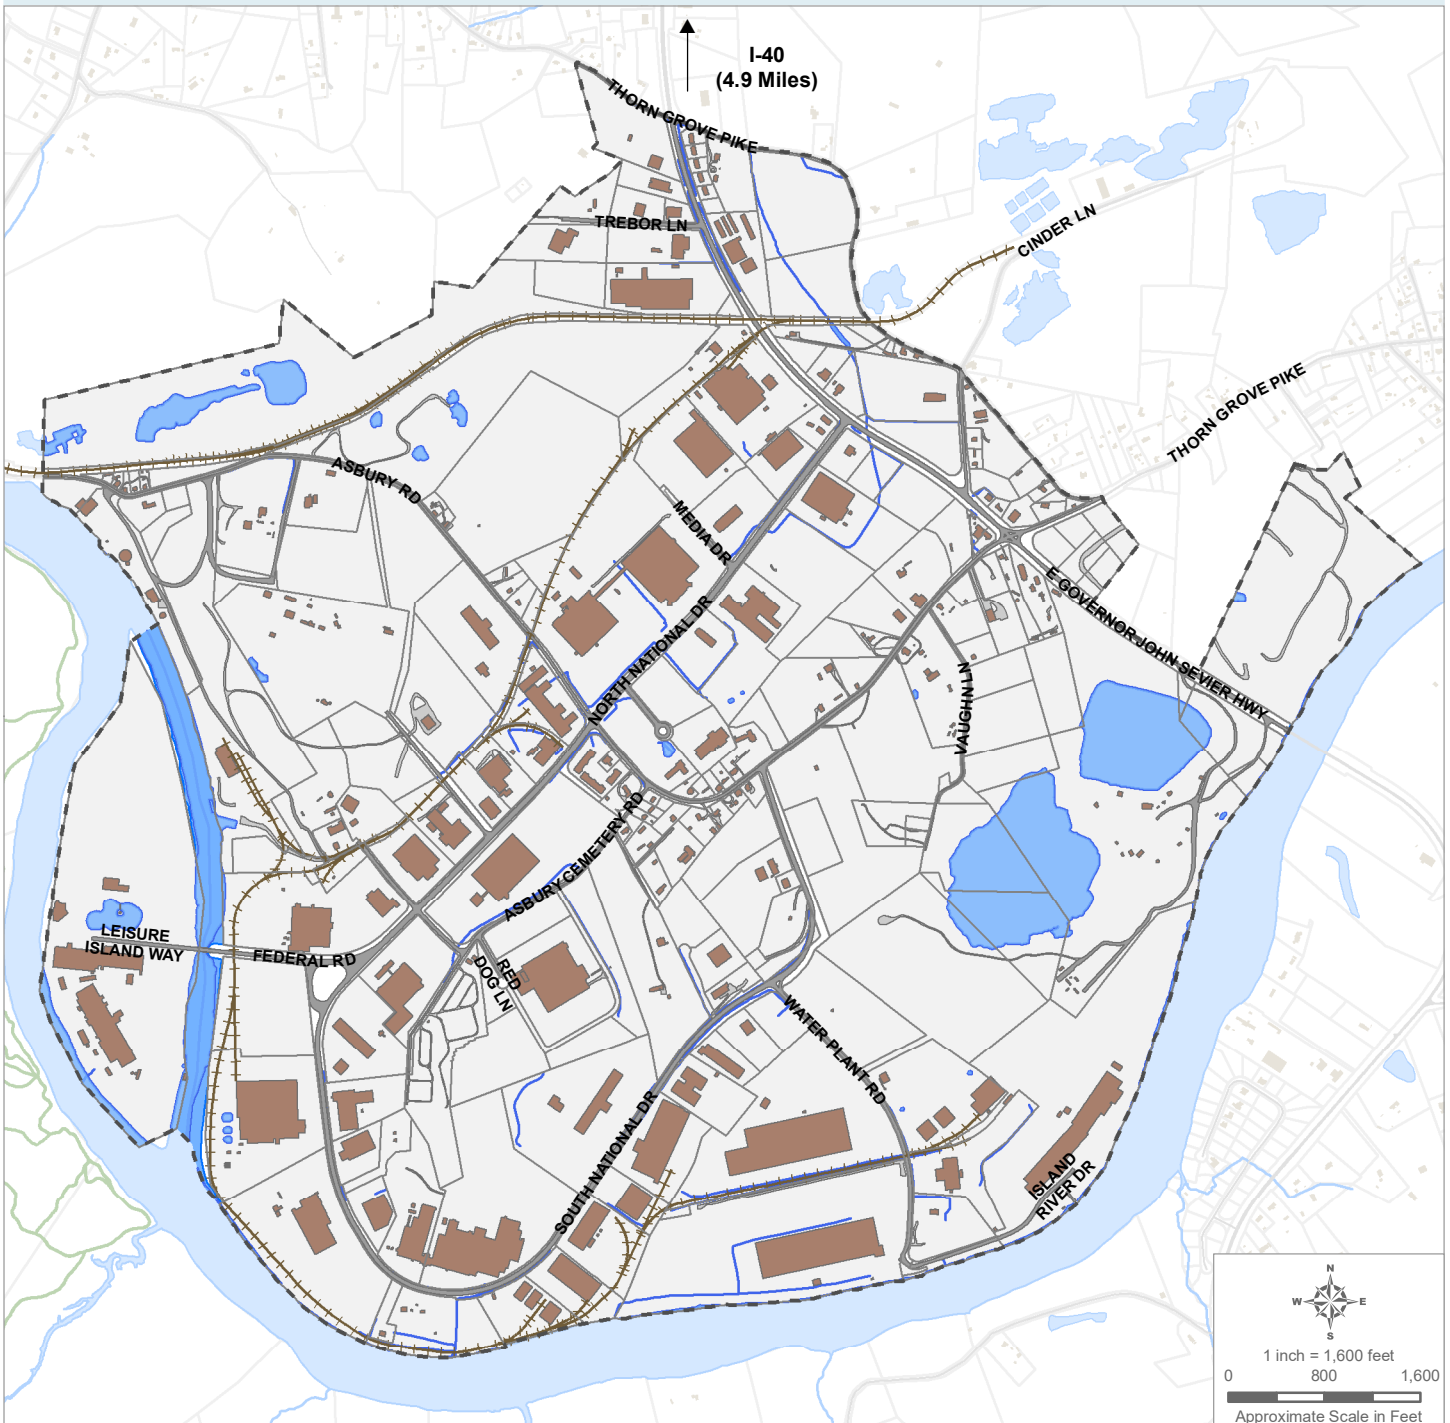 I-40
(4.9 Miles)
THORN GROVE PIKE
TREBOR LN
CINDER LN
THORN GROVE PIKE
ASBURY RD
MEDIA DR
E GOVERNOR JOHN SEVIER HWY
NORTH NATIONAL DR
VAUGHN LN
ASBURY CEMETERY RD
LEISURE
ISLAND WAY
FEDERAL RD
RED
DOG LN
WATER PLANT RD
SOUTH NATIONAL DR
ISLAND
RIVER DR
N
W
E
S
1 inch = 1,600 feet
0 800 1,600
Approximate Scale in Feet